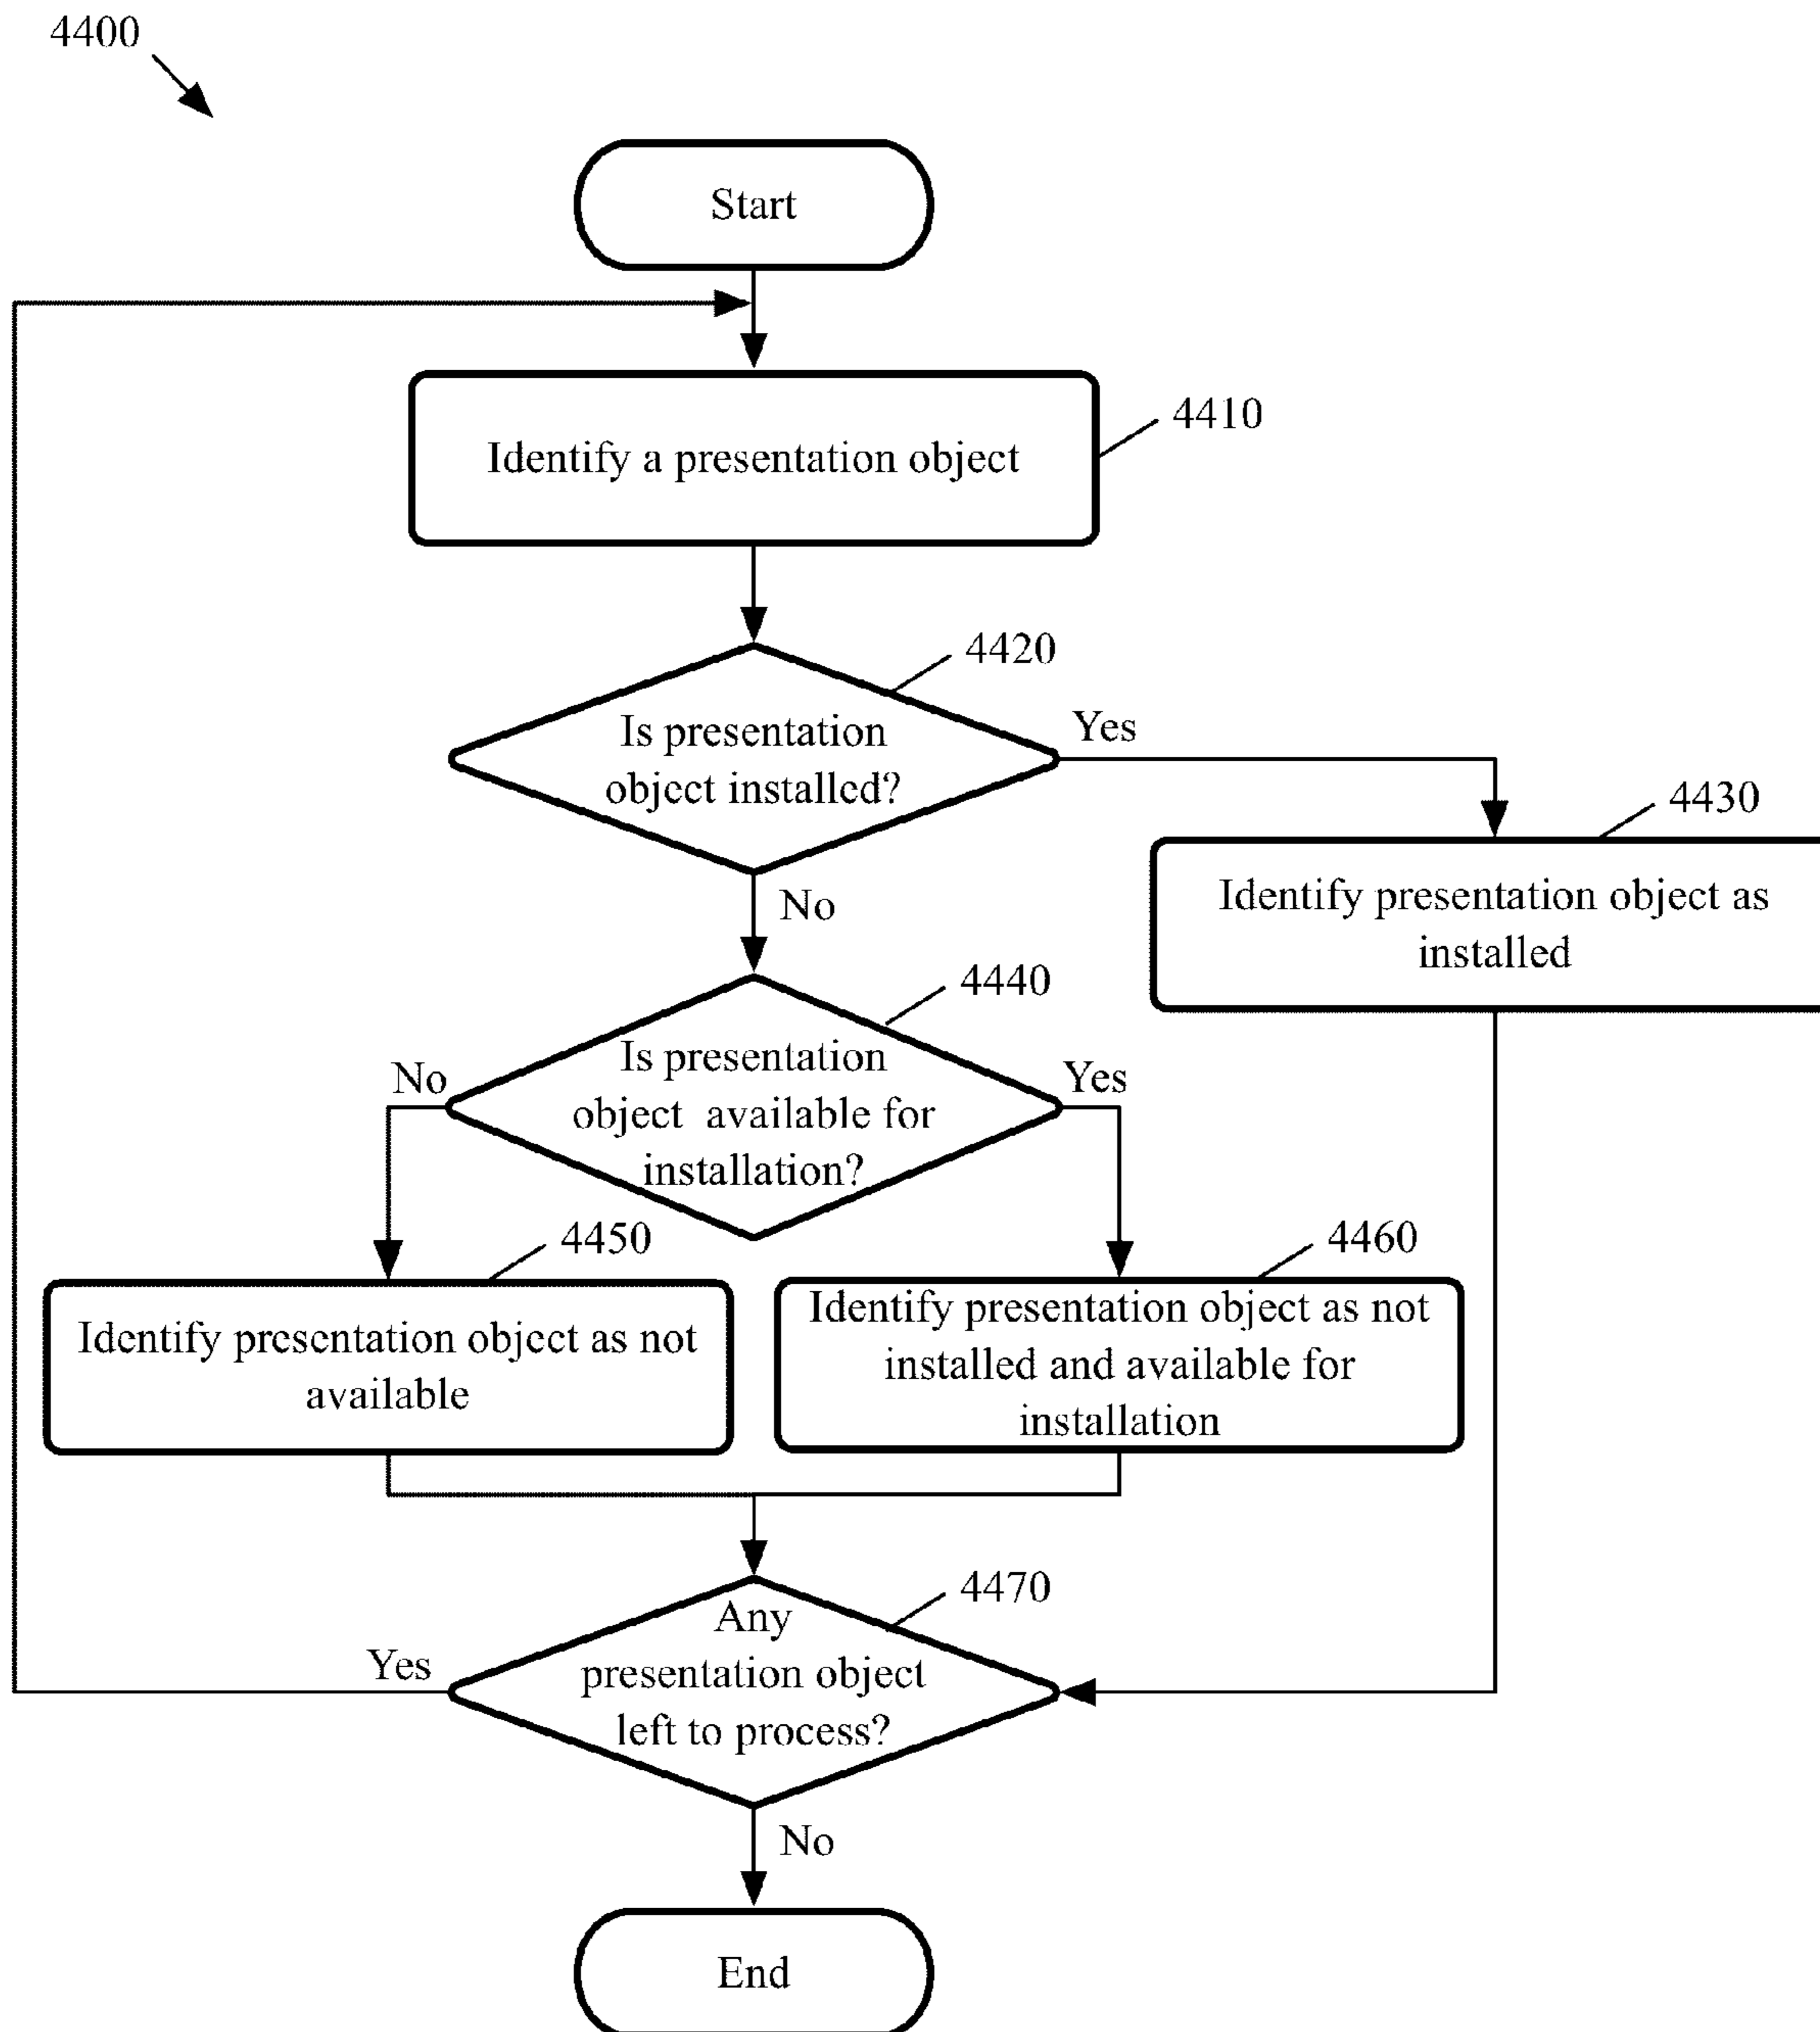 4400
Start
Identify a presentation object
4410
4420
Is presentation
object installed?
Yes
4430
Identify presentation object as
installed
No
4440
Is presentation
object available for
installation?
No
Yes
4450
Identify presentation object as not
available
4460
Identify presentation object as not
installed and available for
installation
4470
Any
presentation object
left to process?
Yes
No
End